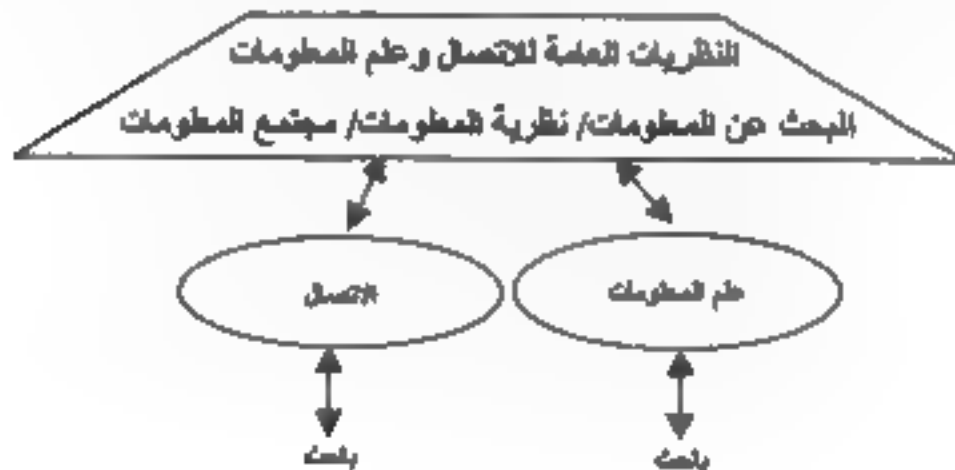 النظريات العامة للاتصال وعلم المعلومات
البحث عن المعلومات/ نظرية المعلومات/ مجتمع المعلومات
علم المعلومات
الاتصال
باحث
باحث